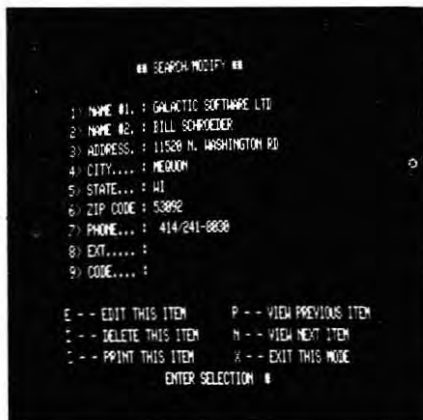 ** SEARCH/MODIFY **
1) NAME #1. : GALACTIC SOFTWARE LTD
2) NAME #2. : BILL SCHROEDER
3) ADDRESS. : 11520 N. WASHINGTON RD
4) CITY.... : MEQUON
5) STATE... : WI
6) ZIP CODE : 53092
7) PHONE... : 414/241-8030
8) EXT..... :
9) CODE.... :
E - - EDIT THIS ITEM P - - VIEW PREVIOUS ITEM
- - DELETE THIS ITEM N - - VIEW NEXT ITEM
- - PRINT THIS ITEM X - - EXIT THIS MODE
ENTER SELECTION